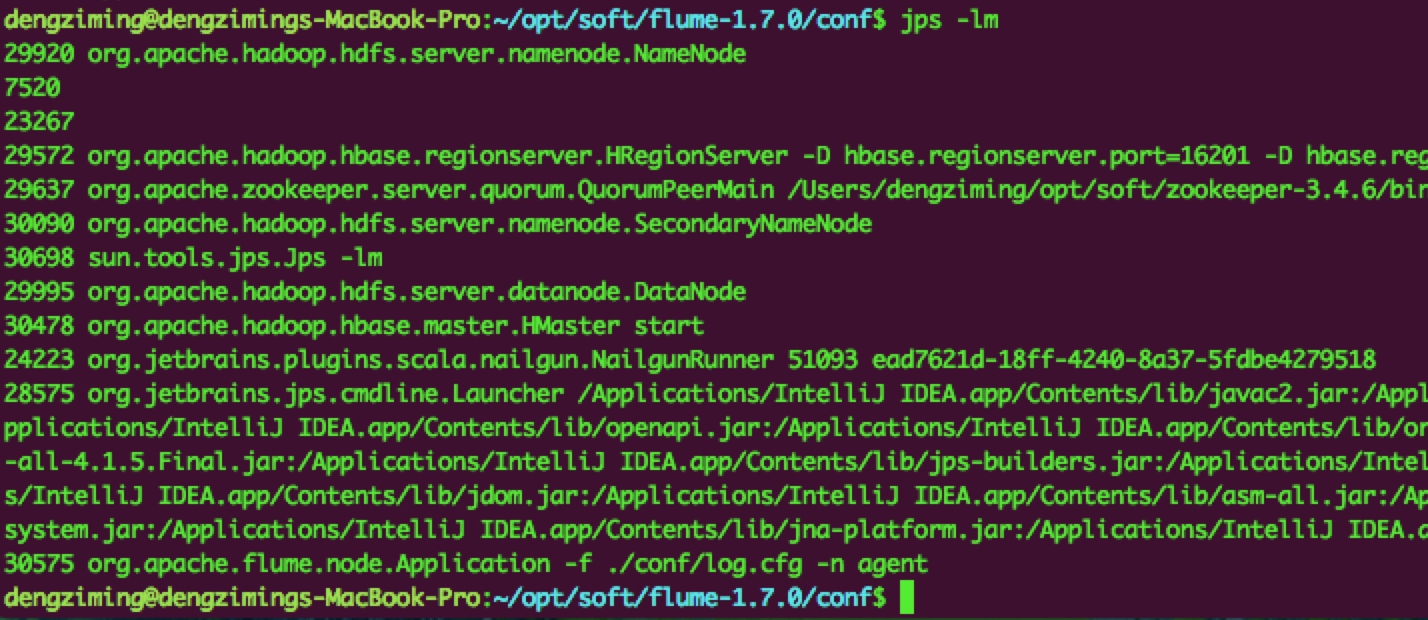 dengziming@dengzimings-MacBook-Pro:~/opt/soft/flume-1.7.0/conf$ jps -lm
29920 org.apache.hadoop.hdfs.server.namenode.NameNode
7520
23267
29572 org.apache.hadoop.hbase.regionserver.HRegionServer -D hbase.regionserver.port=16201 -D hbase.reg
29637 org.apache.zookeeper.server.quorum.QuorumPeerMain /Users/dengziming/opt/soft/zookeeper-3.4.6/bin
30090 org.apache.hadoop.hdfs.server.namenode.SecondaryNameNode
30698 sun.tools.jps.Jps -lm
29995 org.apache.hadoop.hdfs.server.datanode.DataNode
30478 org.apache.hadoop.hbase.master.HMaster start
24223 org.jetbrains.plugins.scala.nailgun.NailgunRunner 51093 ead7621d-18ff-4240-8a37-5fdbe4279518
28575 org.jetbrains.jps.cmdline.Launcher /Applications/IntelliJ IDEA.app/Contents/lib/javac2.jar:/Appl
pplications/IntelliJ IDEA.app/Contents/lib/openapi.jar:/Applications/IntelliJ IDEA.app/Contents/lib/or
-all-4.1.5.Final.jar:/Applications/IntelliJ IDEA.app/Contents/lib/jps-builders.jar:/Applications/Intel
s/IntelliJ IDEA.app/Contents/lib/jdom.jar:/Applications/IntelliJ IDEA.app/Contents/lib/asm-all.jar:/Ap
system.jar:/Applications/IntelliJ IDEA.app/Contents/lib/jna-platform.jar:/Applications/IntelliJ IDEA.a
30575 org.apache.flume.node.Application -f ./conf/log.cfg -n agent
dengziming@dengzimings-MacBook-Pro:~/opt/soft/flume-1.7.0/conf$